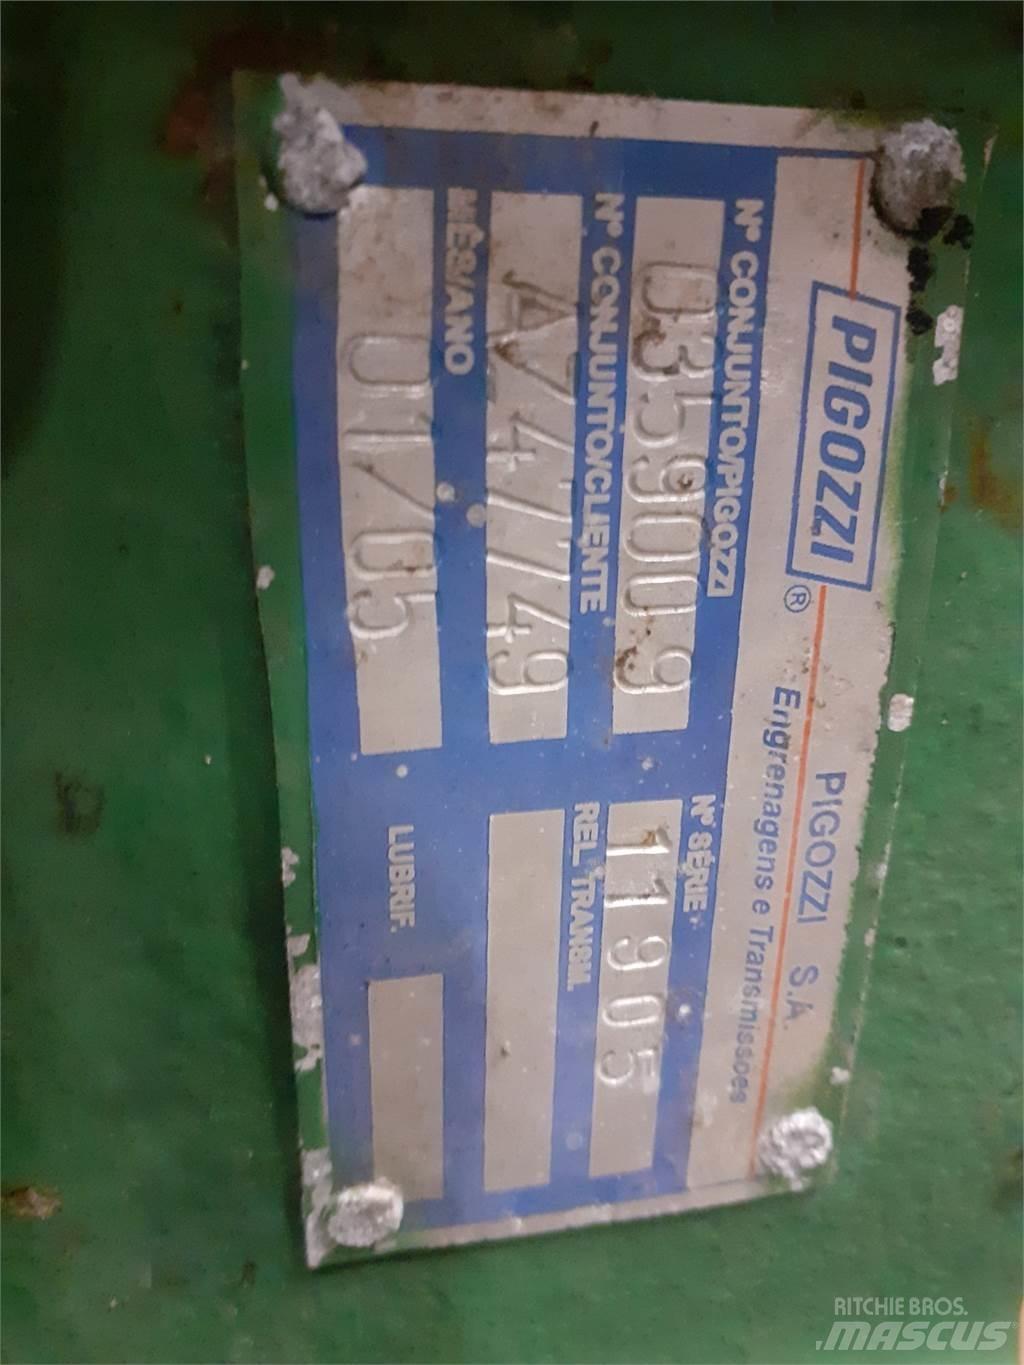 PIGOZZI ® PIGOZZI S.A.
Engrenagens e Transmissões
Nº CONJUNTO/PIGOZZI Nº SÉRIE
0359009 11905
Nº CONJUNTO/CLIENTE REL. TRANSM.
AZ47749
MÊS/ANO LUBRIF.
01/05
RITCHIE BROS.
MASCUS